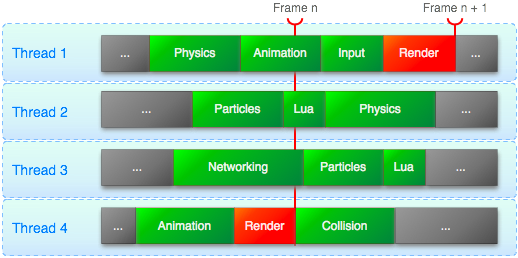 Frame n Frame n + 1
Thread 1 ... Physics Animation Input Render ...
Thread 2 ... Particles Lua Physics ...
Thread 3 ... Networking Particles Lua ...
Thread 4 ... Animation Render Collision ...